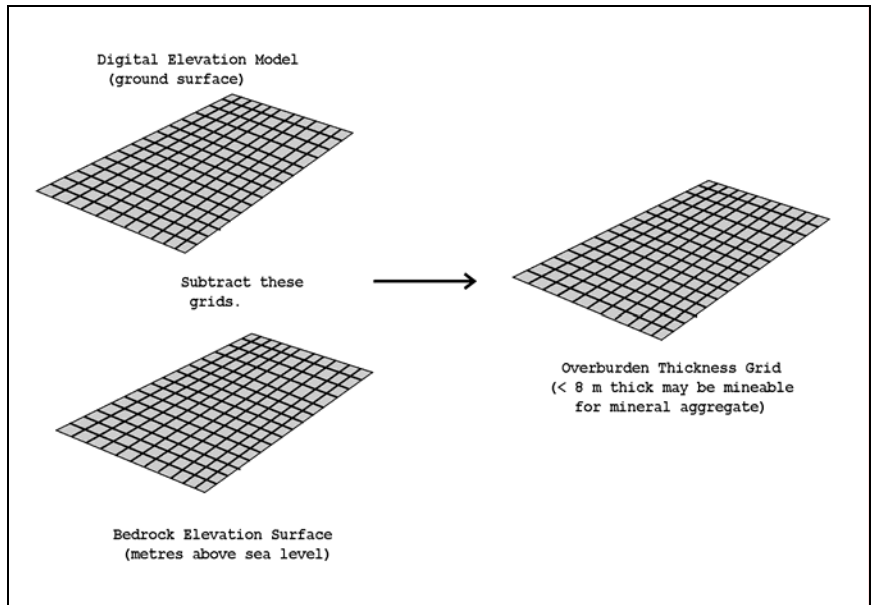 Digital Elevation Model
(ground surface)
Subtract these
grids.
Bedrock Elevation Surface
(metres above sea level)
Overburden Thickness Grid
(< 8 m thick may be mineable
for mineral aggregate)